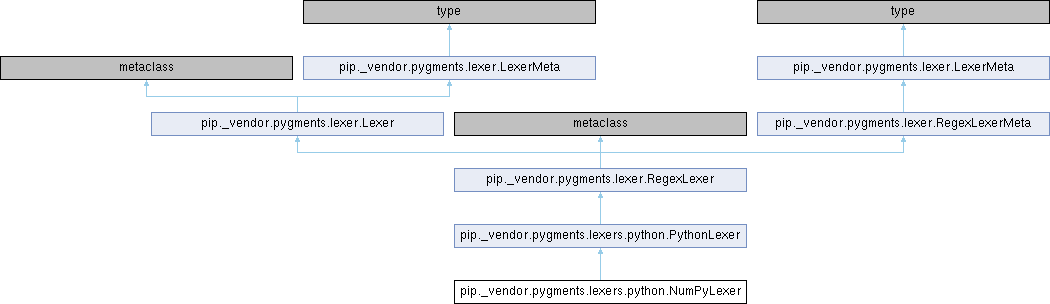 type
type
metaclass
pip._vendor.pygments.lexer.LexerMeta
pip._vendor.pygments.lexer.LexerMeta
pip._vendor.pygments.lexer.Lexer
metaclass
pip._vendor.pygments.lexer.RegexLexerMeta
pip._vendor.pygments.lexer.RegexLexer
pip._vendor.pygments.lexers.python.PythonLexer
pip._vendor.pygments.lexers.python.NumPyLexer